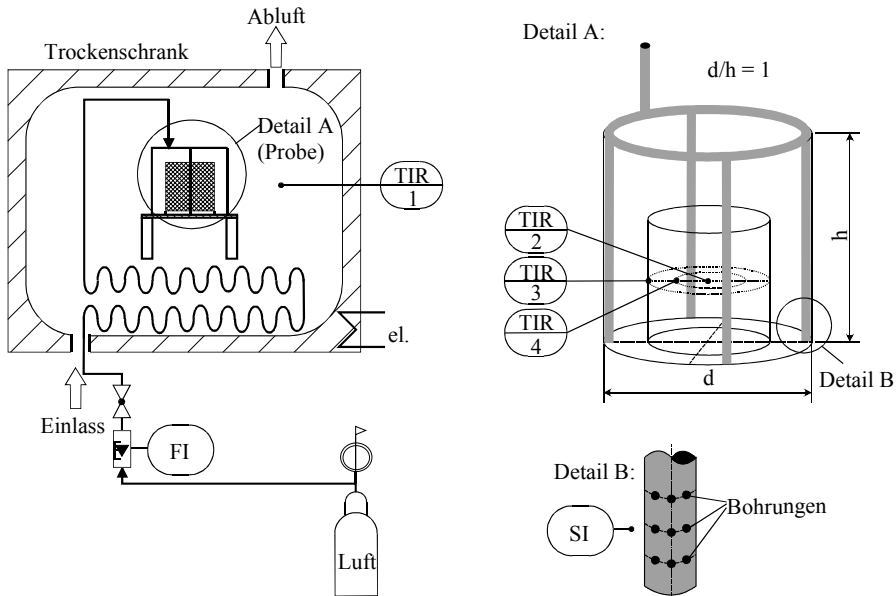 Abluft
Trockenschrank
Detail A
(Probe)
TIR
1
el.
Einlass
FI
Luft
Detail A:
d/h = 1
TIR
2
TIR
3
TIR
4
h
d
Detail B
Detail B:
SI
Bohrungen